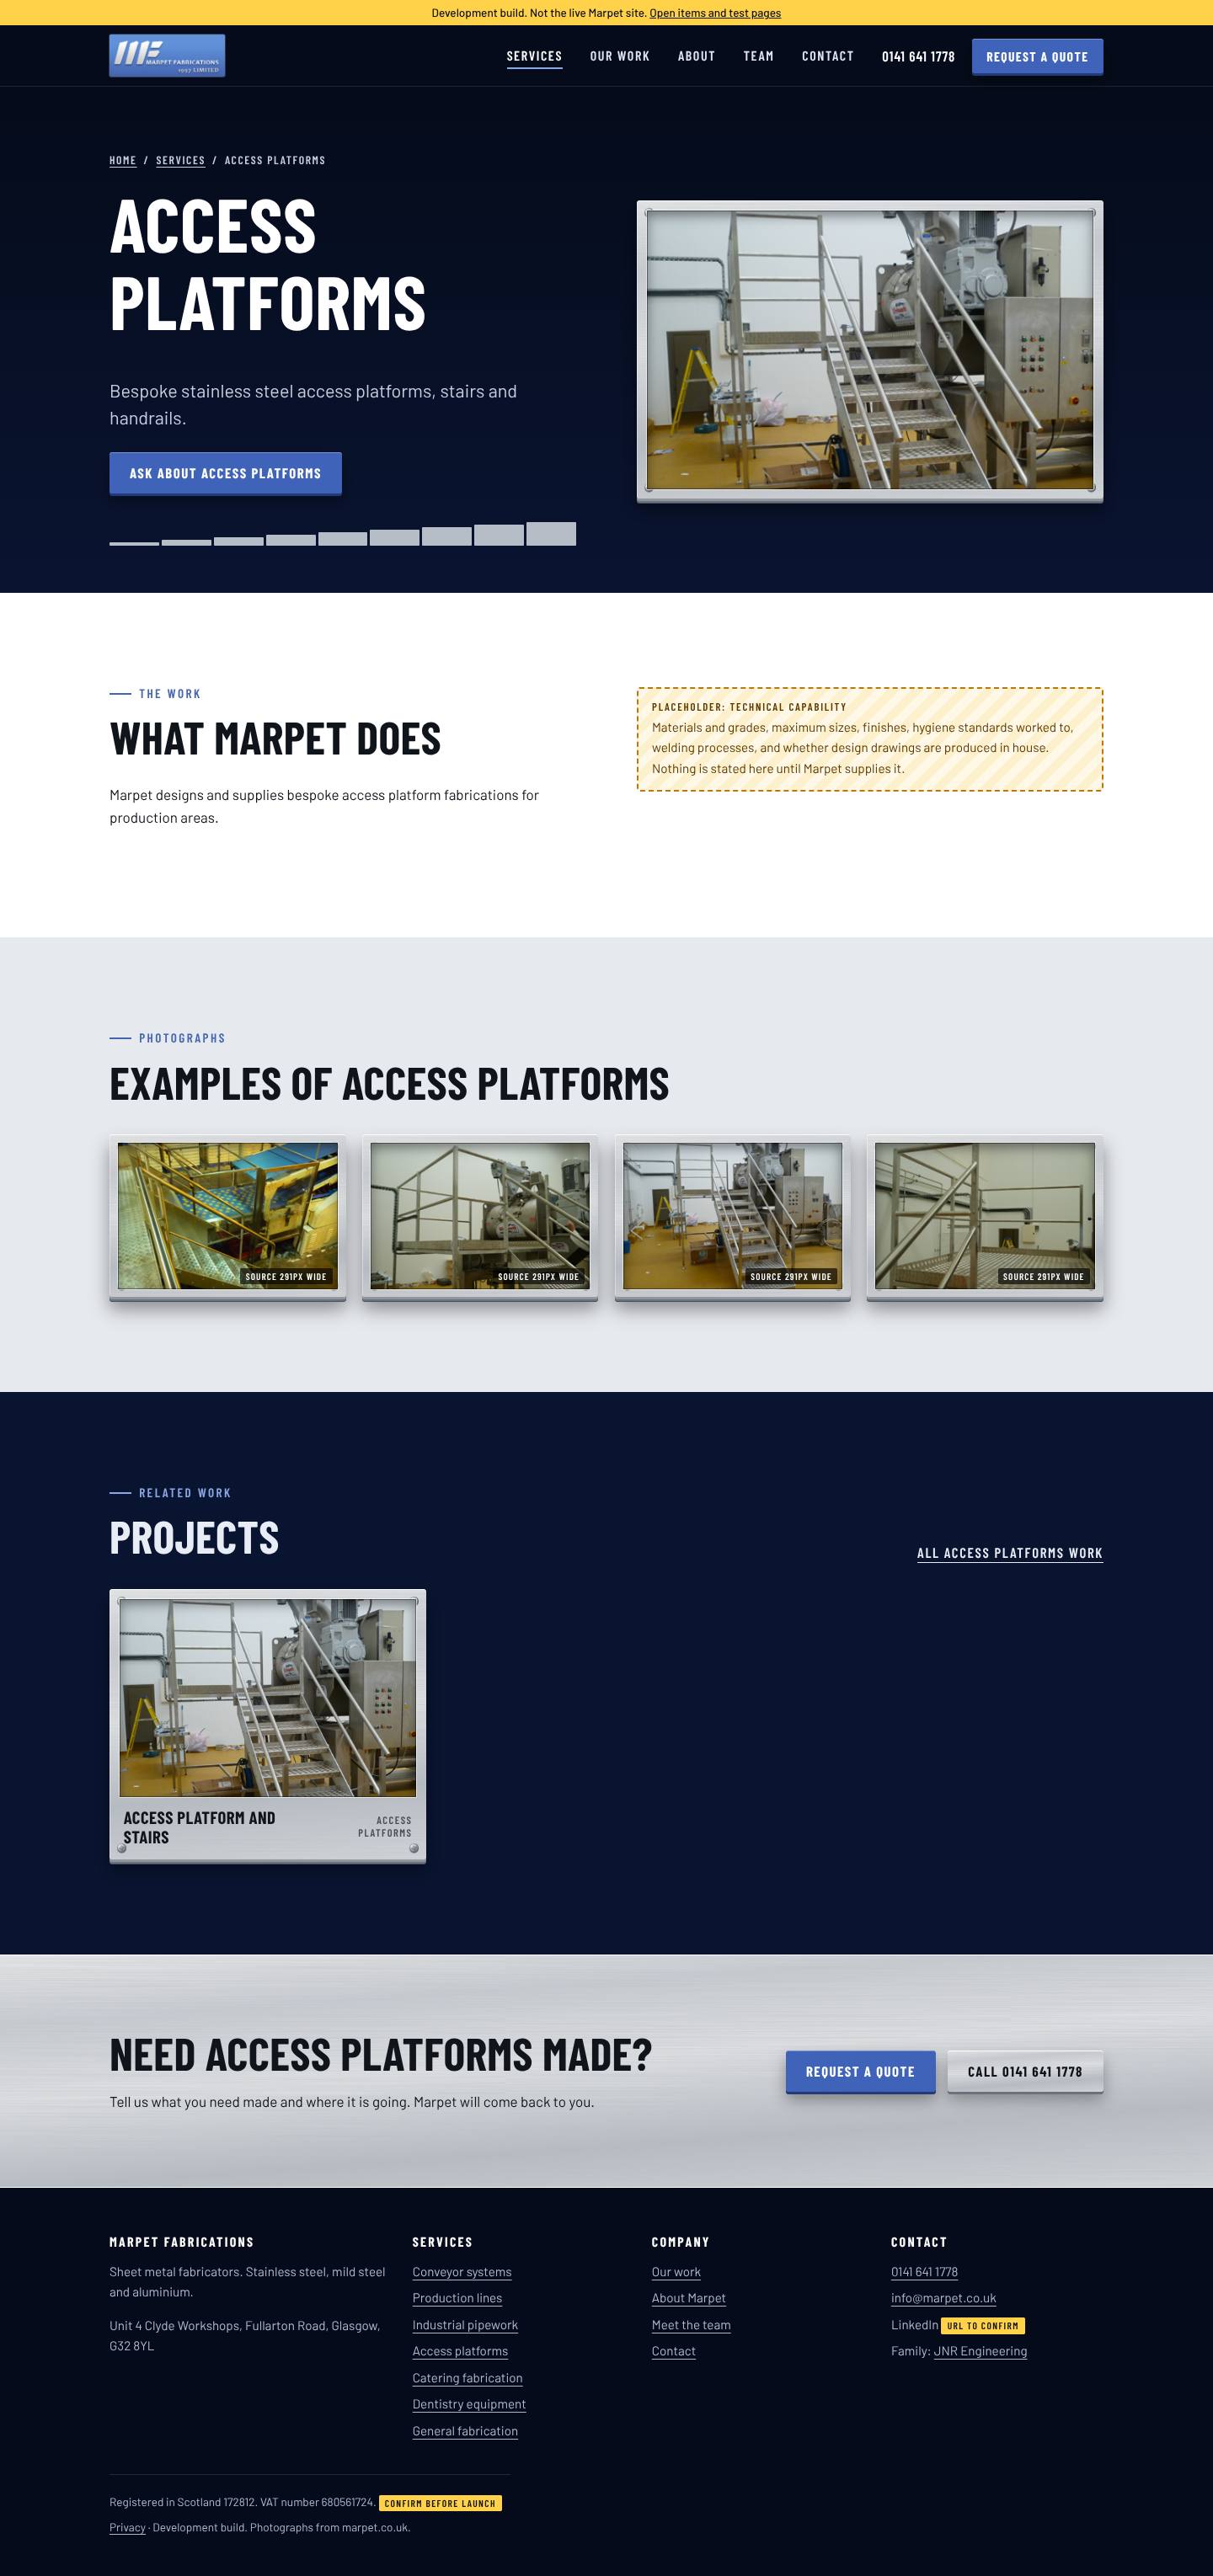 Development build. Not the live Marpet site. Open items and test pages
MARPET FABRICATIONS
1997 LIMITED
SERVICES OUR WORK ABOUT TEAM CONTACT 0141 641 1778 REQUEST A QUOTE
HOME / SERVICES / ACCESS PLATFORMS
ACCESS
PLATFORMS
Bespoke stainless steel access platforms, stairs and
handrails.
ASK ABOUT ACCESS PLATFORMS
THE WORK
WHAT MARPET DOES
Marpet designs and supplies bespoke access platform fabrications for
production areas.
PLACEHOLDER: TECHNICAL CAPABILITY
Materials and grades, maximum sizes, finishes, hygiene standards worked to,
welding processes, and whether design drawings are produced in house.
Nothing is stated here until Marpet supplies it.
PHOTOGRAPHS
EXAMPLES OF ACCESS PLATFORMS
SOURCE 291PX WIDE
SOURCE 291PX WIDE
SOURCE 291PX WIDE
SOURCE 291PX WIDE
RELATED WORK
PROJECTS
ALL ACCESS PLATFORMS WORK
ACCESS PLATFORM AND
STAIRS
ACCESS
PLATFORMS
NEED ACCESS PLATFORMS MADE?
Tell us what you need made and where it is going. Marpet will come back to you.
REQUEST A QUOTE
CALL 0141 641 1778
MARPET FABRICATIONS
Sheet metal fabricators. Stainless steel, mild steel
and aluminium.
Unit 4 Clyde Workshops, Fullarton Road, Glasgow,
G32 8YL
SERVICES
Conveyor systems
Production lines
Industrial pipework
Access platforms
Catering fabrication
Dentistry equipment
General fabrication
COMPANY
Our work
About Marpet
Meet the team
Contact
CONTACT
0141 641 1778
info@marpet.co.uk
LinkedIn URL TO CONFIRM
Family: JNR Engineering
Registered in Scotland 172812. VAT number 680561724. CONFIRM BEFORE LAUNCH
Privacy · Development build. Photographs from marpet.co.uk.